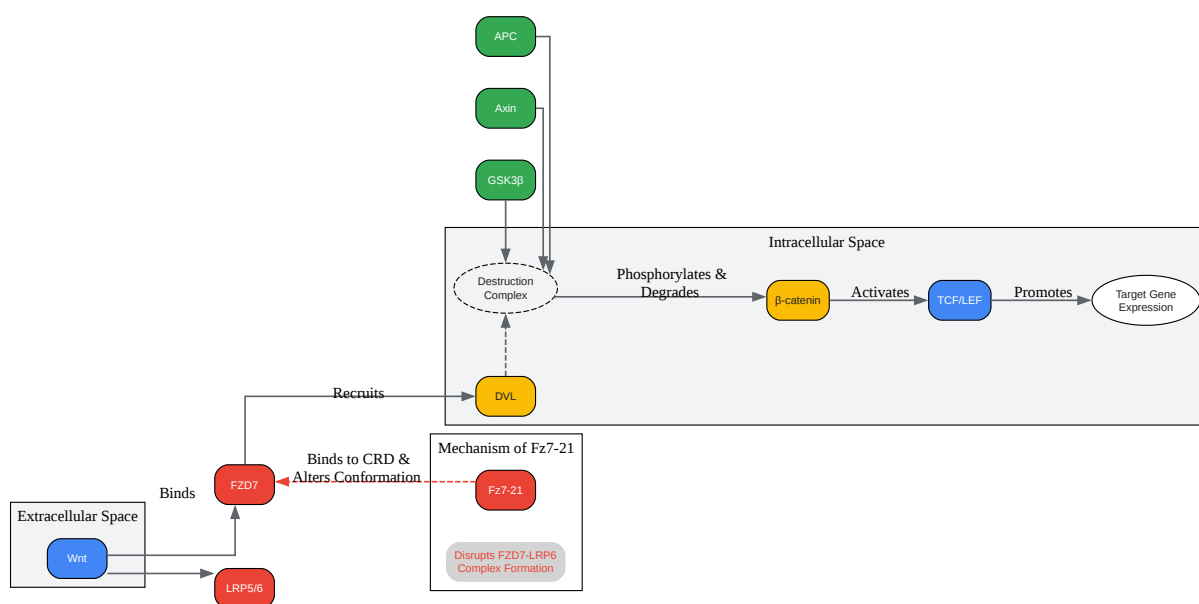 APC
Axin
GSK3β
Intracellular Space
Destruction
Complex
Phosphorylates &
Degrades
β-catenin
Activates
TCF/LEF
Promotes
Target Gene
Expression
Recruits
DVL
Mechanism of Fz7-21
Binds to CRD &
Alters Conformation
FZD7
Fz7-21
Binds
Extracellular Space
Wnt
Disrupts FZD7-LRP6
Complex Formation
LRP5/6